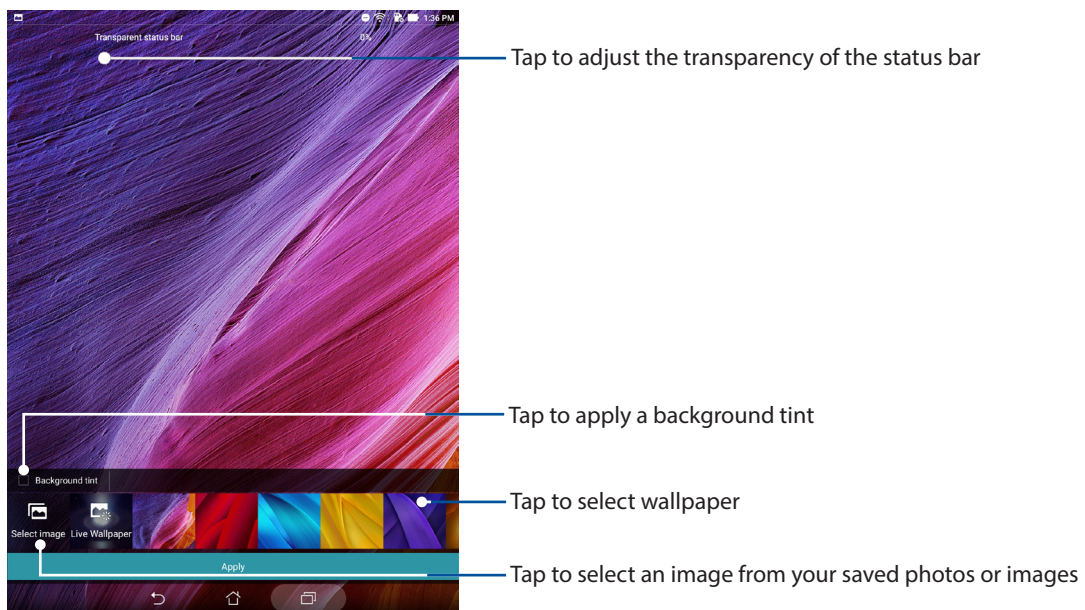 1:36 PM
Transparent status bar 0%
Tap to adjust the transparency of the status bar
Tap to apply a background tint
Background tint
Tap to select wallpaper
Select image Live Wallpaper
Apply
Tap to select an image from your saved photos or images